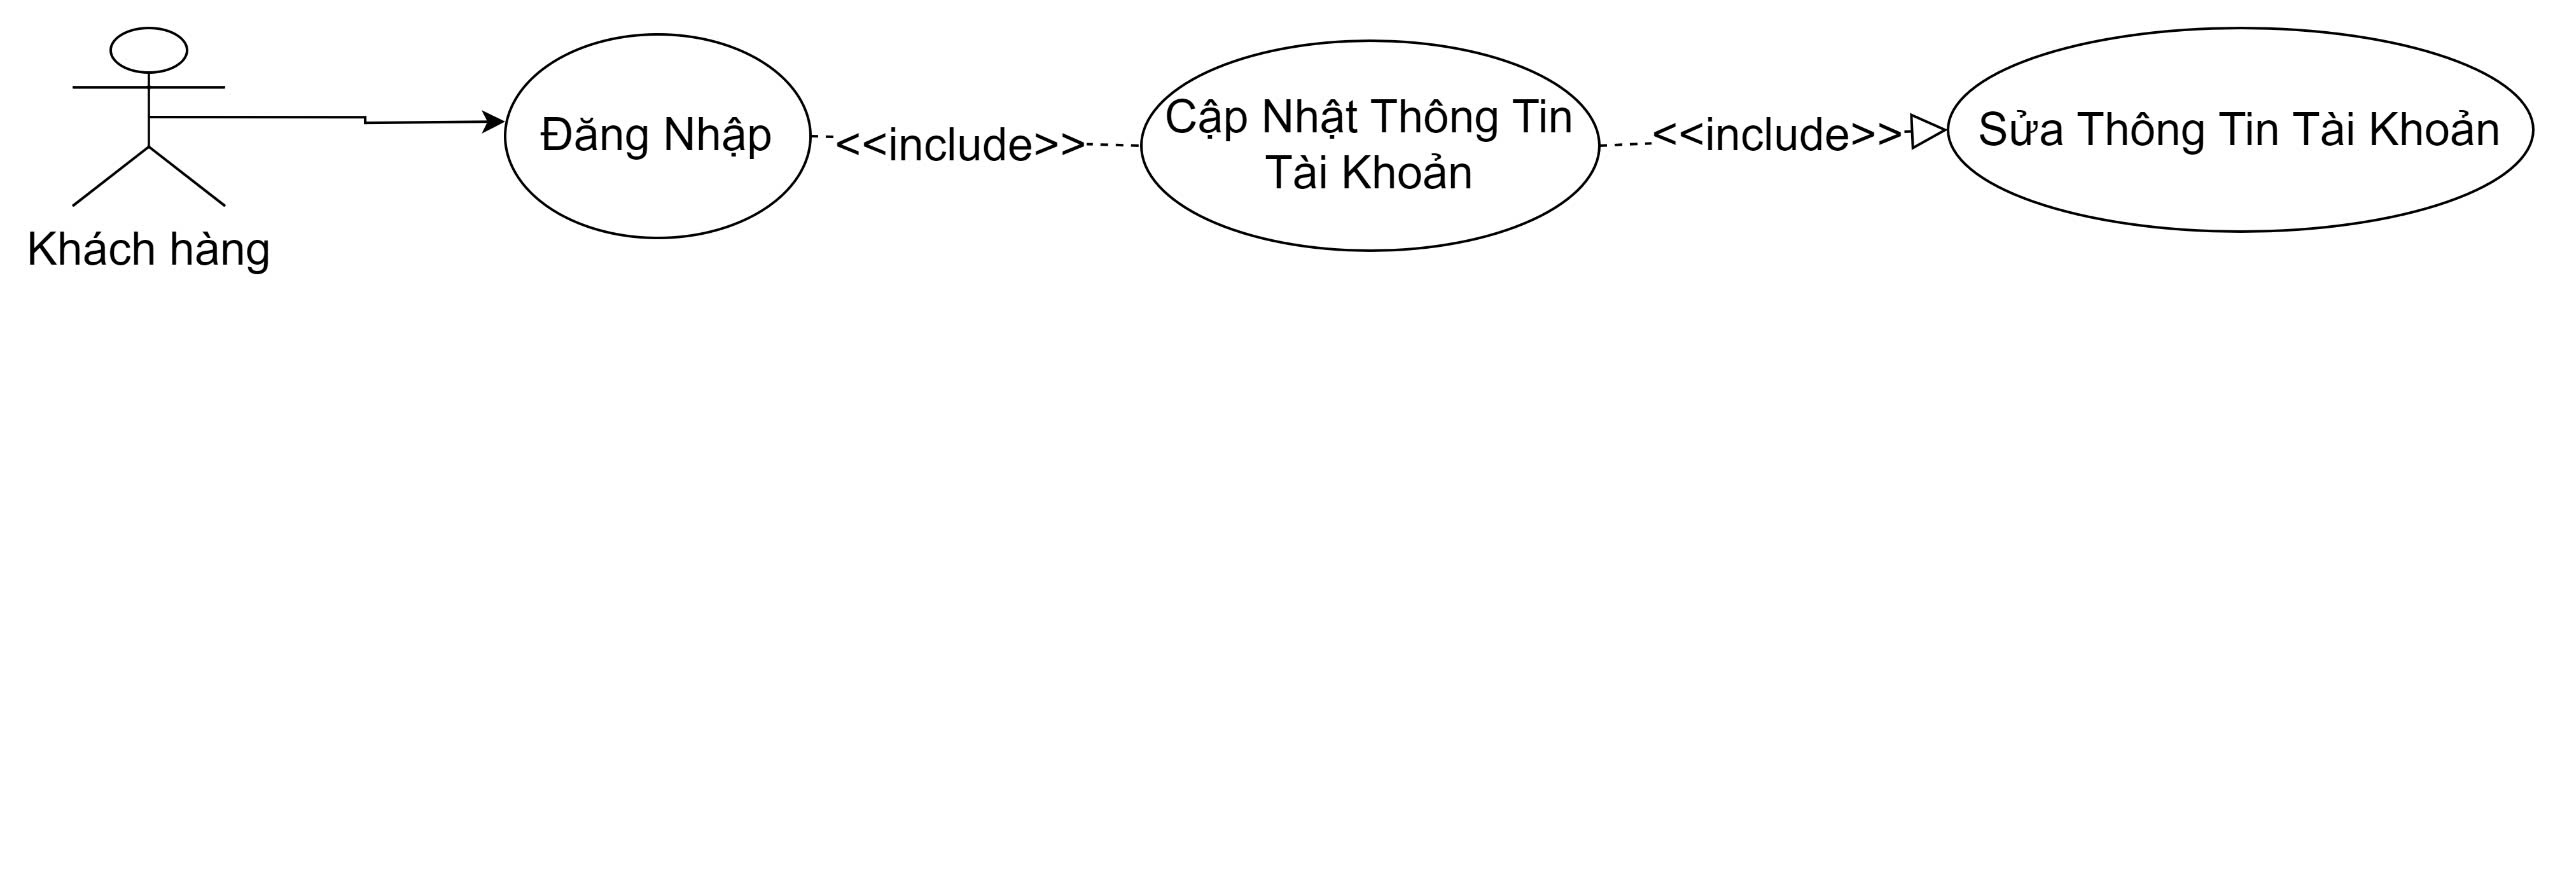 Đăng Nhập
<<include>>
Cập Nhật Thông Tin
Tài Khoản
<<include>>
Sửa Thông Tin Tài Khoản
Khách hàng